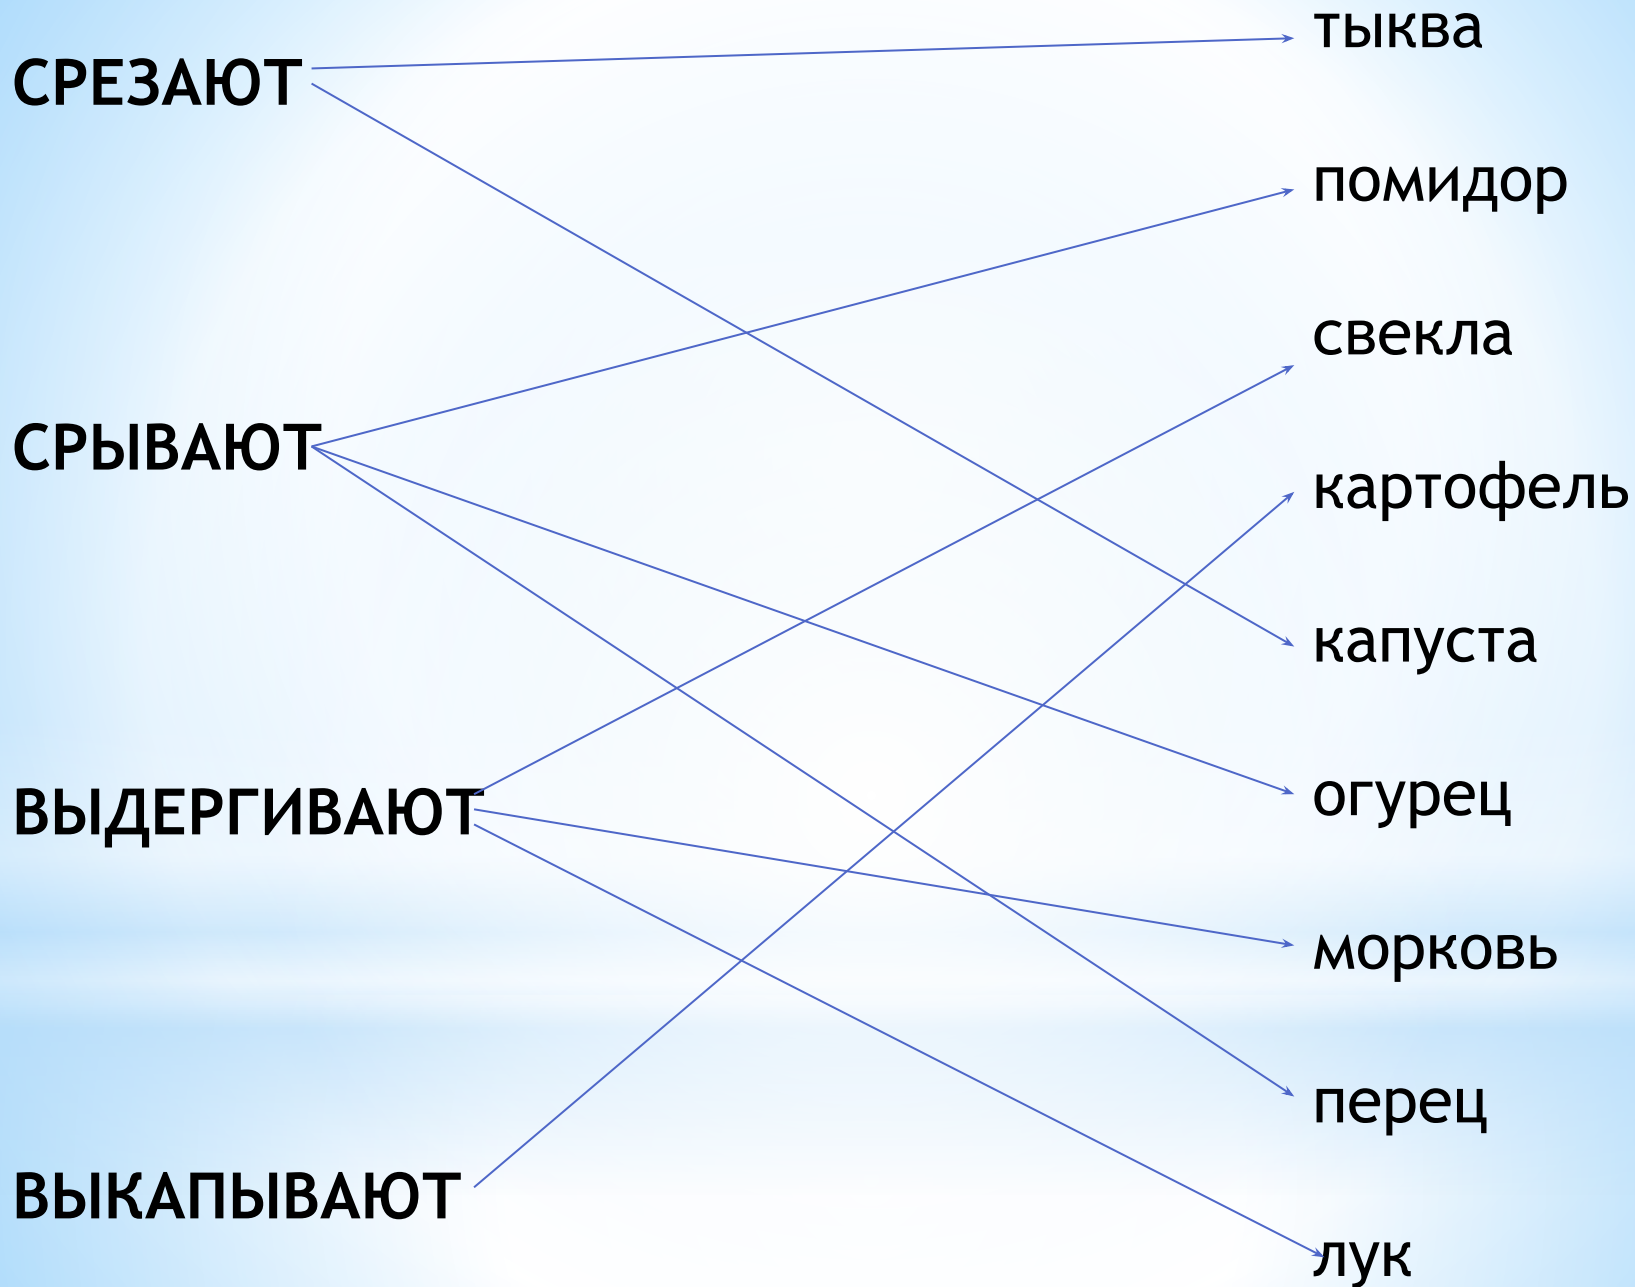 СРЕЗАЮТ
СРЫВАЮТ
ВЫДЕРГИВАЮТ
ВЫКАПЫВАЮТ
тыква
помидор
свекла
картофель
капуста
огурец
морковь
перец
лук